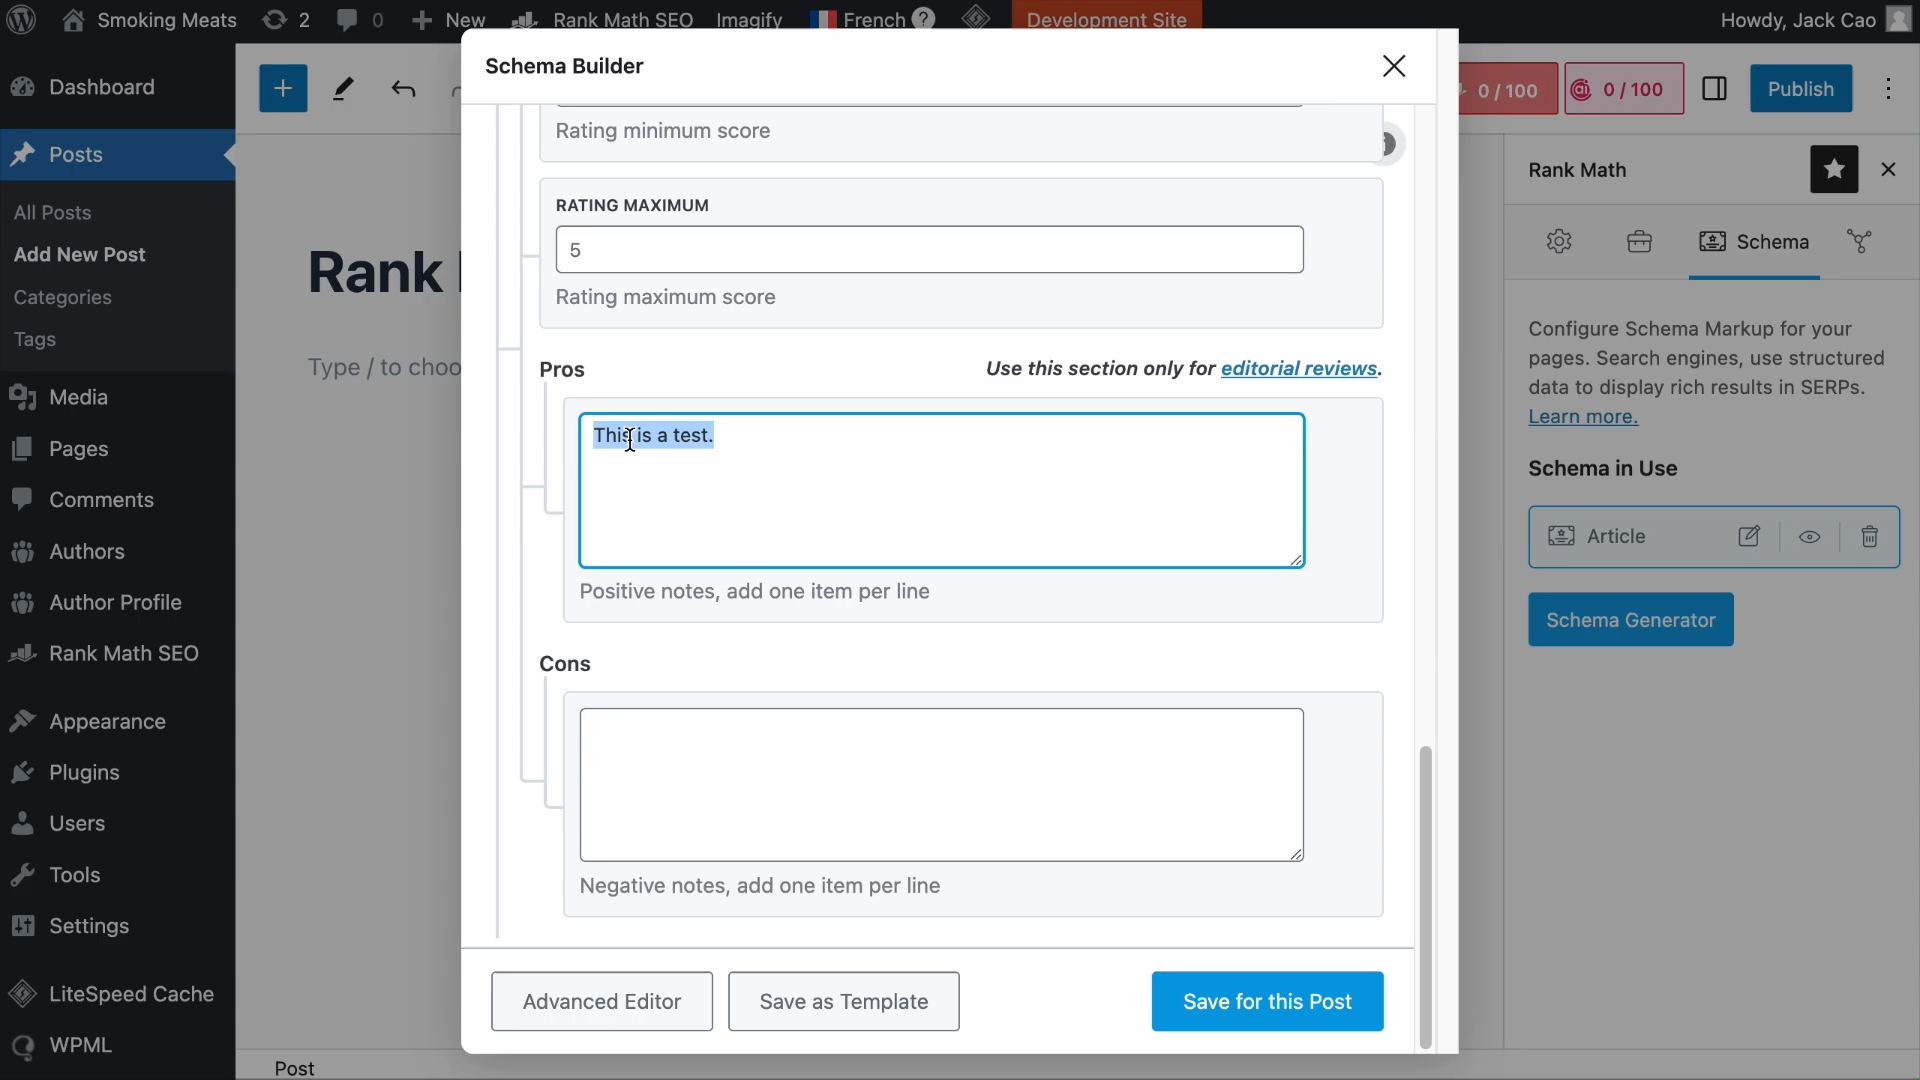 Smoking Meats
2
0
New
Rank Math SEO
Imagify
French
Development Site
Howdy, Jack Cao
Dashboard
Posts
All Posts
Add New Post
Categories
Tags
Media
Pages
Comments
Authors
Author Profile
Rank Math SEO
Appearance
Plugins
Users
Tools
Settings
LiteSpeed Cache
WPML
Rank
Type / to choo
Post
Schema Builder
Rating minimum score
RATING MAXIMUM
5
Rating maximum score
Pros
Use this section only for editorial reviews.
This is a test.
Positive notes, add one item per line
Cons
Negative notes, add one item per line
Advanced Editor
Save as Template
Save for this Post
0 / 100
0 / 100
Publish
Rank Math
Schema
Configure Schema Markup for your
pages. Search engines, use structured
data to display rich results in SERPs.
Learn more.
Schema in Use
Article
Schema Generator